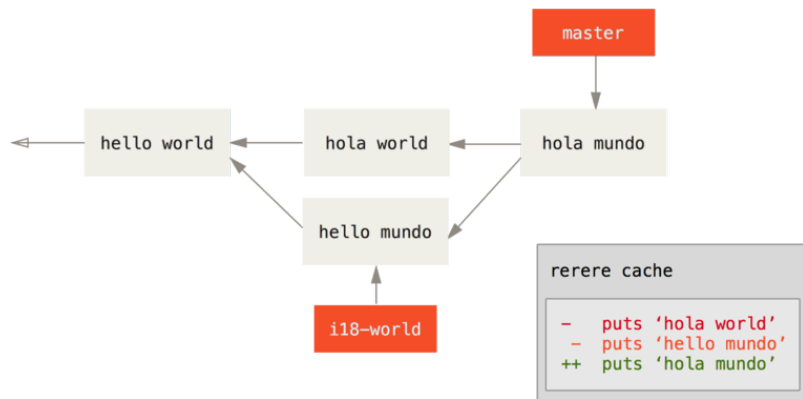 master
hello world
hola world
hola mundo
hello mundo
i18-world
rerere cache
- puts ‘hola world’
- puts ‘hello mundo’
++ puts ‘hola mundo’